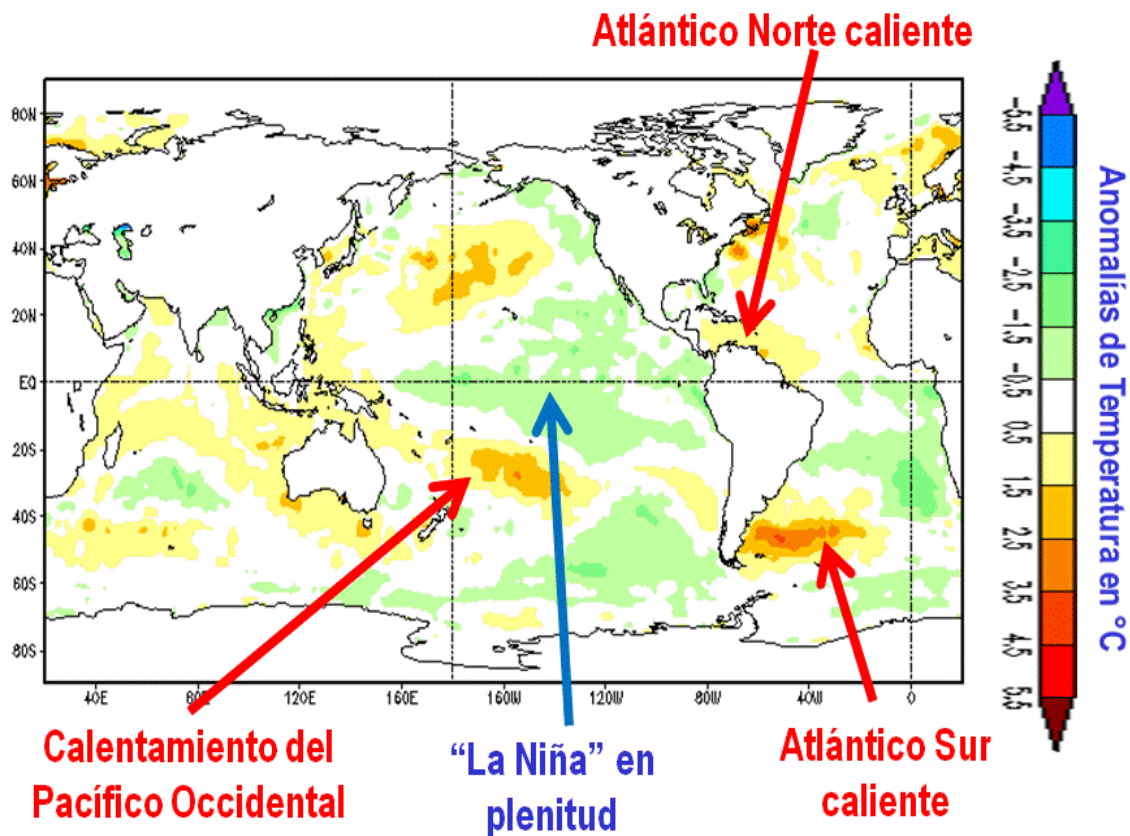 Atlántico Norte caliente
80N
60N
40N
20N
EQ
20S
40S
60S
80S
40E
80E
120E
160E
160W
120W
80W
40W
0
-5,5
-4,5
-3,5
-2,5
-1,5
-0,5
0,5
1,5
2,5
3,5
4,5
5,5
Anomalías de Temperatura en °C
Calentamiento del
Pacífico Occidental
“La Niña” en
plenitud
Atlántico Sur
caliente